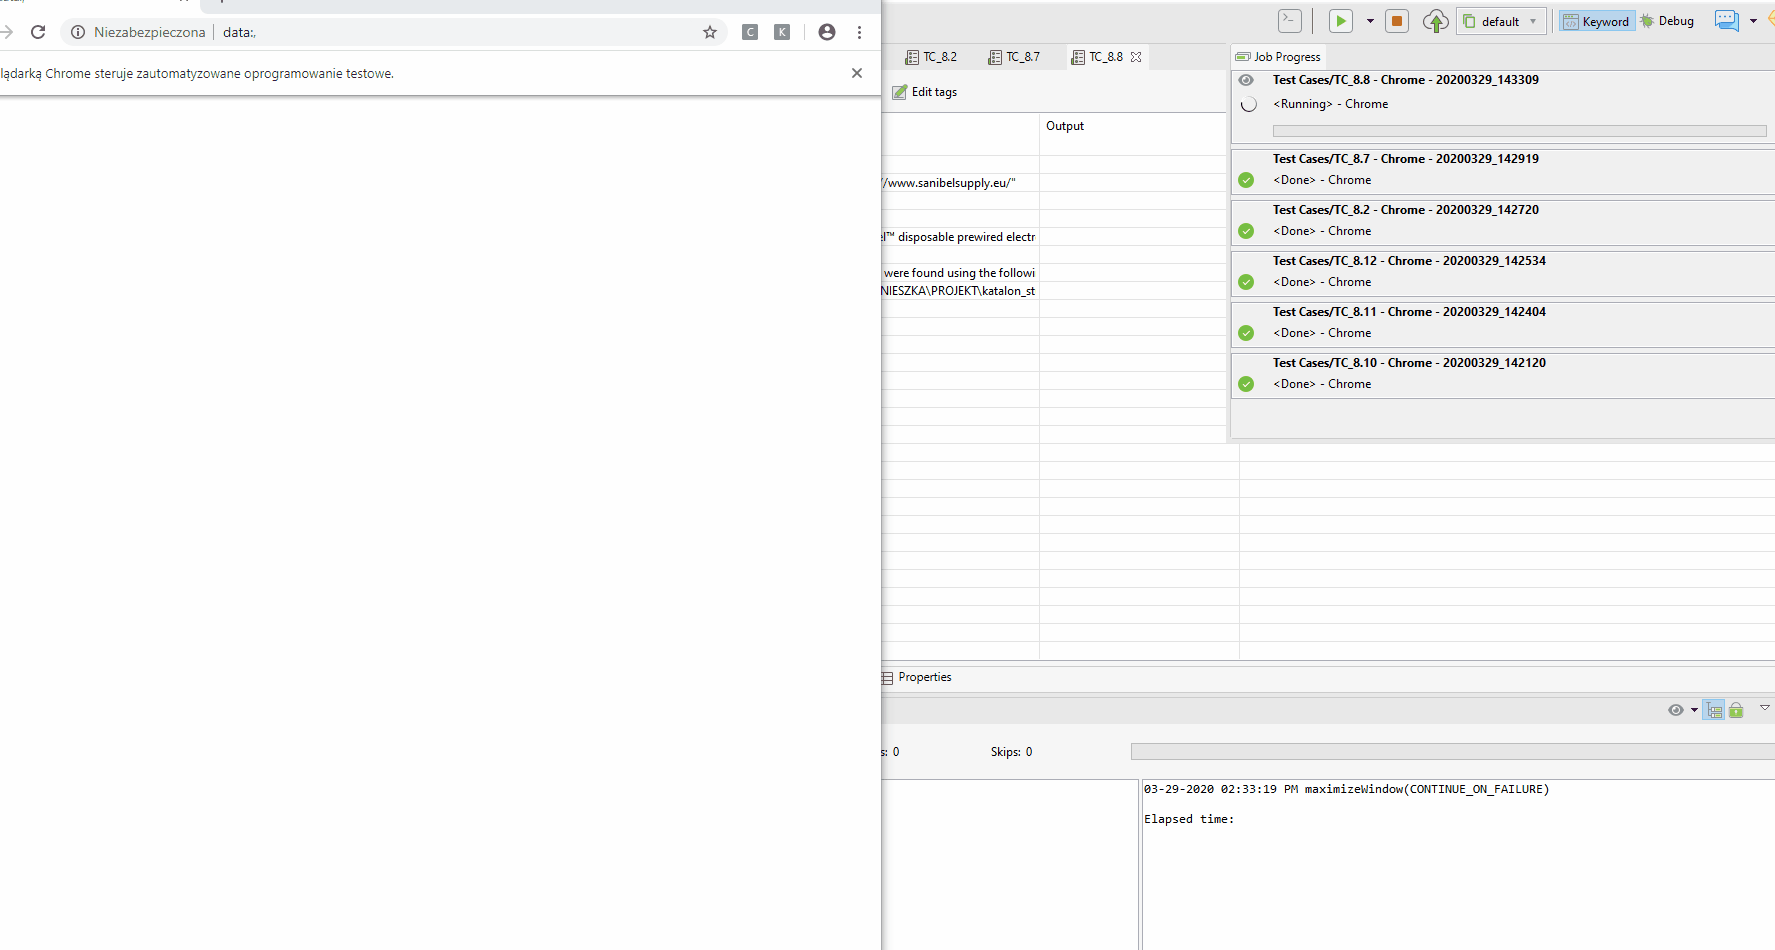 Niezabezpieczona data:,
lądarką Chrome steruje zautomatyzowane oprogramowanie testowe.
default Keyword Debug
TC_8.2 TC_8.7 TC_8.8
Edit tags
Output
//www.sanibelsupply.eu/"
el™ disposable prewired electr
were found using the followi
NIESZKA\PROJEKT\katalon_st
Job Progress
Test Cases/TC_8.8 - Chrome - 20200329_143309
<Running> - Chrome
Test Cases/TC_8.7 - Chrome - 20200329_142919
<Done> - Chrome
Test Cases/TC_8.2 - Chrome - 20200329_142720
<Done> - Chrome
Test Cases/TC_8.12 - Chrome - 20200329_142534
<Done> - Chrome
Test Cases/TC_8.11 - Chrome - 20200329_142404
<Done> - Chrome
Test Cases/TC_8.10 - Chrome - 20200329_142120
<Done> - Chrome
Properties
s: 0 Skips: 0
03-29-2020 02:33:19 PM maximizeWindow(CONTINUE_ON_FAILURE)
Elapsed time: